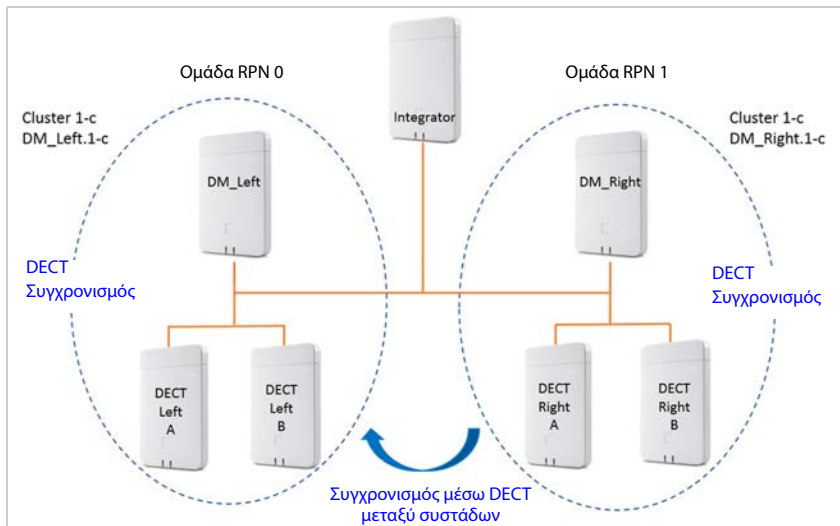 Ομάδα RPN 0
Ομάδα RPN 1
Integrator
Cluster 1-c
DM_Left.1-c
Cluster 1-c
DM_Right.1-c
DM_Left
DM_Right
DECT
Συγχρονισμός
DECT
Συγχρονισμός
DECT
Left
A
DECT
Left
B
DECT
Right
A
DECT
Right
B
Συγχρονισμός μέσω DECT
μεταξύ συστάδων